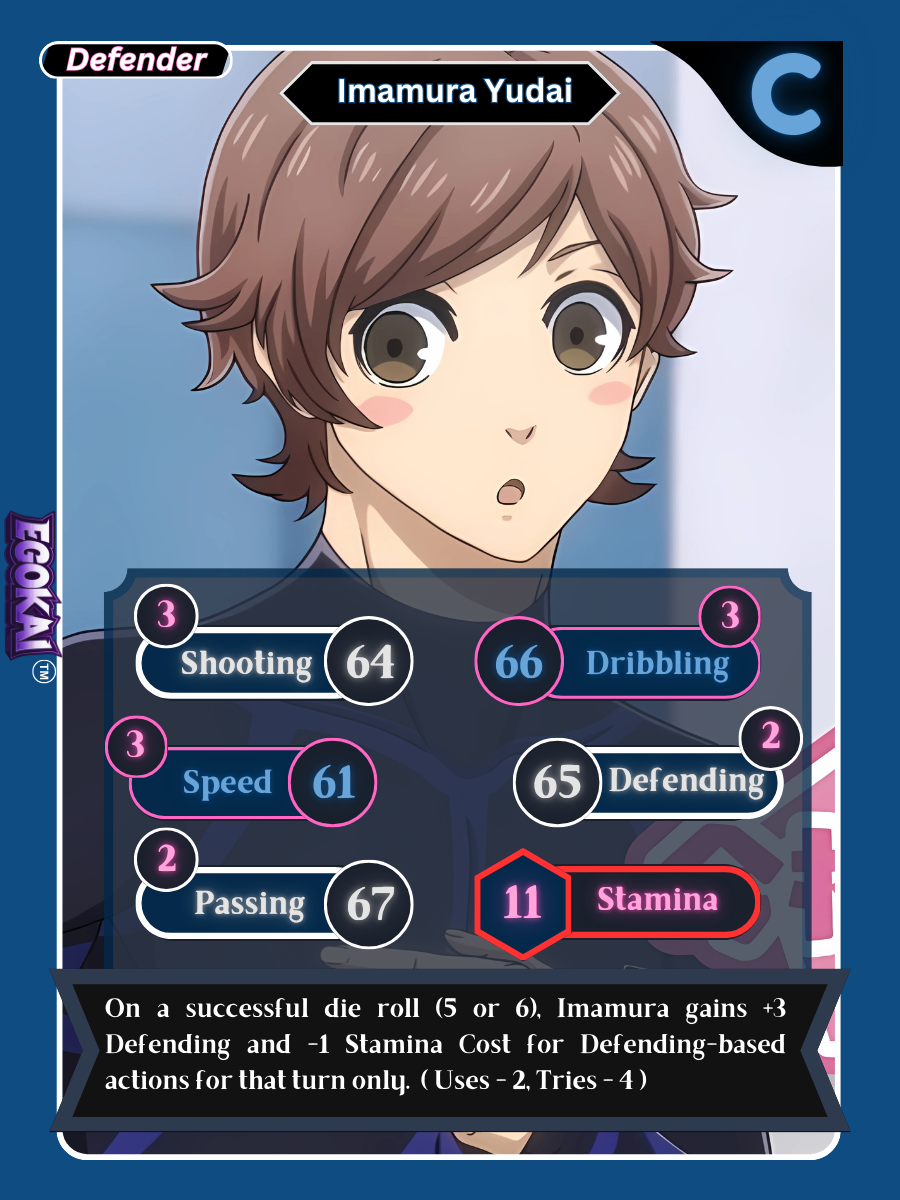 Defender
Imamura Yudai
C
3
Shooting 64
3
66 Dribbling
3
Speed 61
2
65 Defending
2
Passing 67
11 Stamina
EGOKAI
TM
On a successful die roll (5 or 6), Imamura gains +3
Defending and -1 Stamina Cost for Defending-based
actions for that turn only. ( Uses - 2, Tries - 4 )